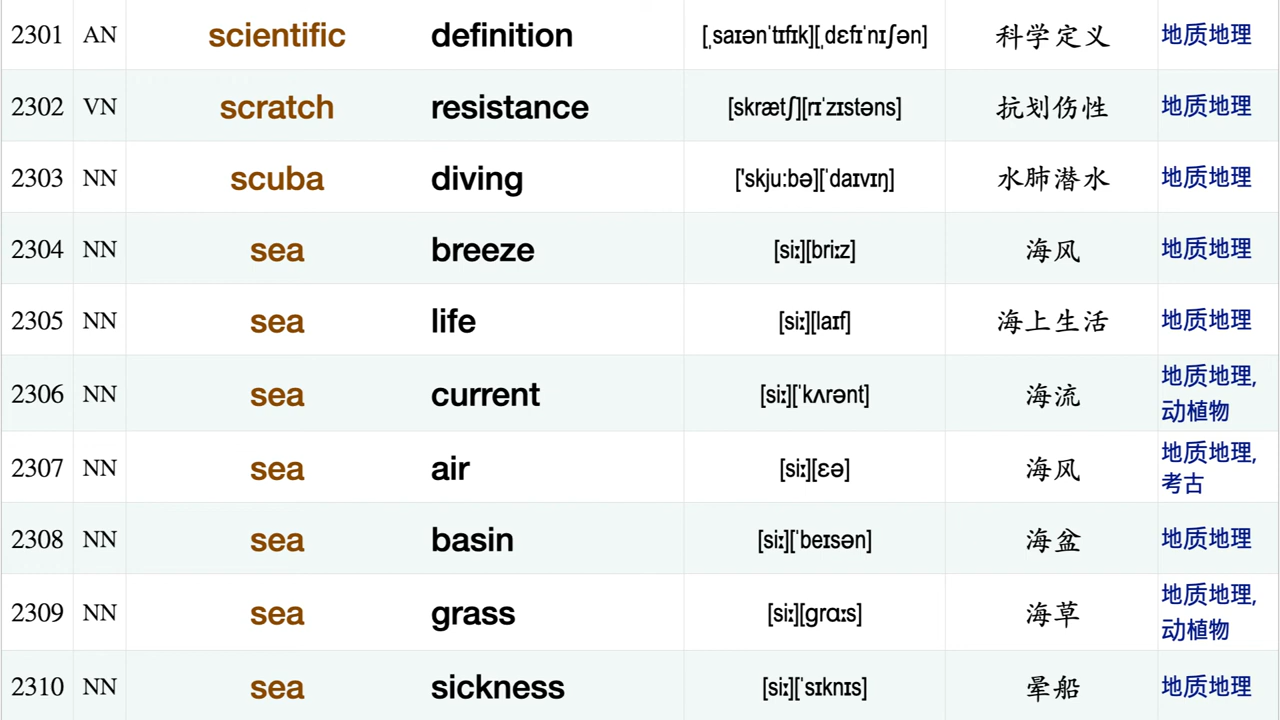 2301 AN scientific definition [ˌsaɪənˈtɪfɪk][ˌdɛfɪˈnɪʃən] 科学定义 地质地理
2302 VN scratch resistance [skrætʃ][rɪˈzɪstəns] 抗划伤性 地质地理
2303 NN scuba diving ['skju:bə][ˈdaɪvɪŋ] 水肺潜水 地质地理
2304 NN sea breeze [siː][briːz] 海风 地质地理
2305 NN sea life [siː][laɪf] 海上生活 地质地理
2306 NN sea current [siː][ˈkʌrənt] 海流 地质地理,
动植物
2307 NN sea air [siː][ɛə] 海风 地质地理,
考古
2308 NN sea basin [siː][ˈbeɪsən] 海盆 地质地理
2309 NN sea grass [siː][ɡrɑːs] 海草 地质地理,
动植物
2310 NN sea sickness [siː][ˈsɪknɪs] 晕船 地质地理